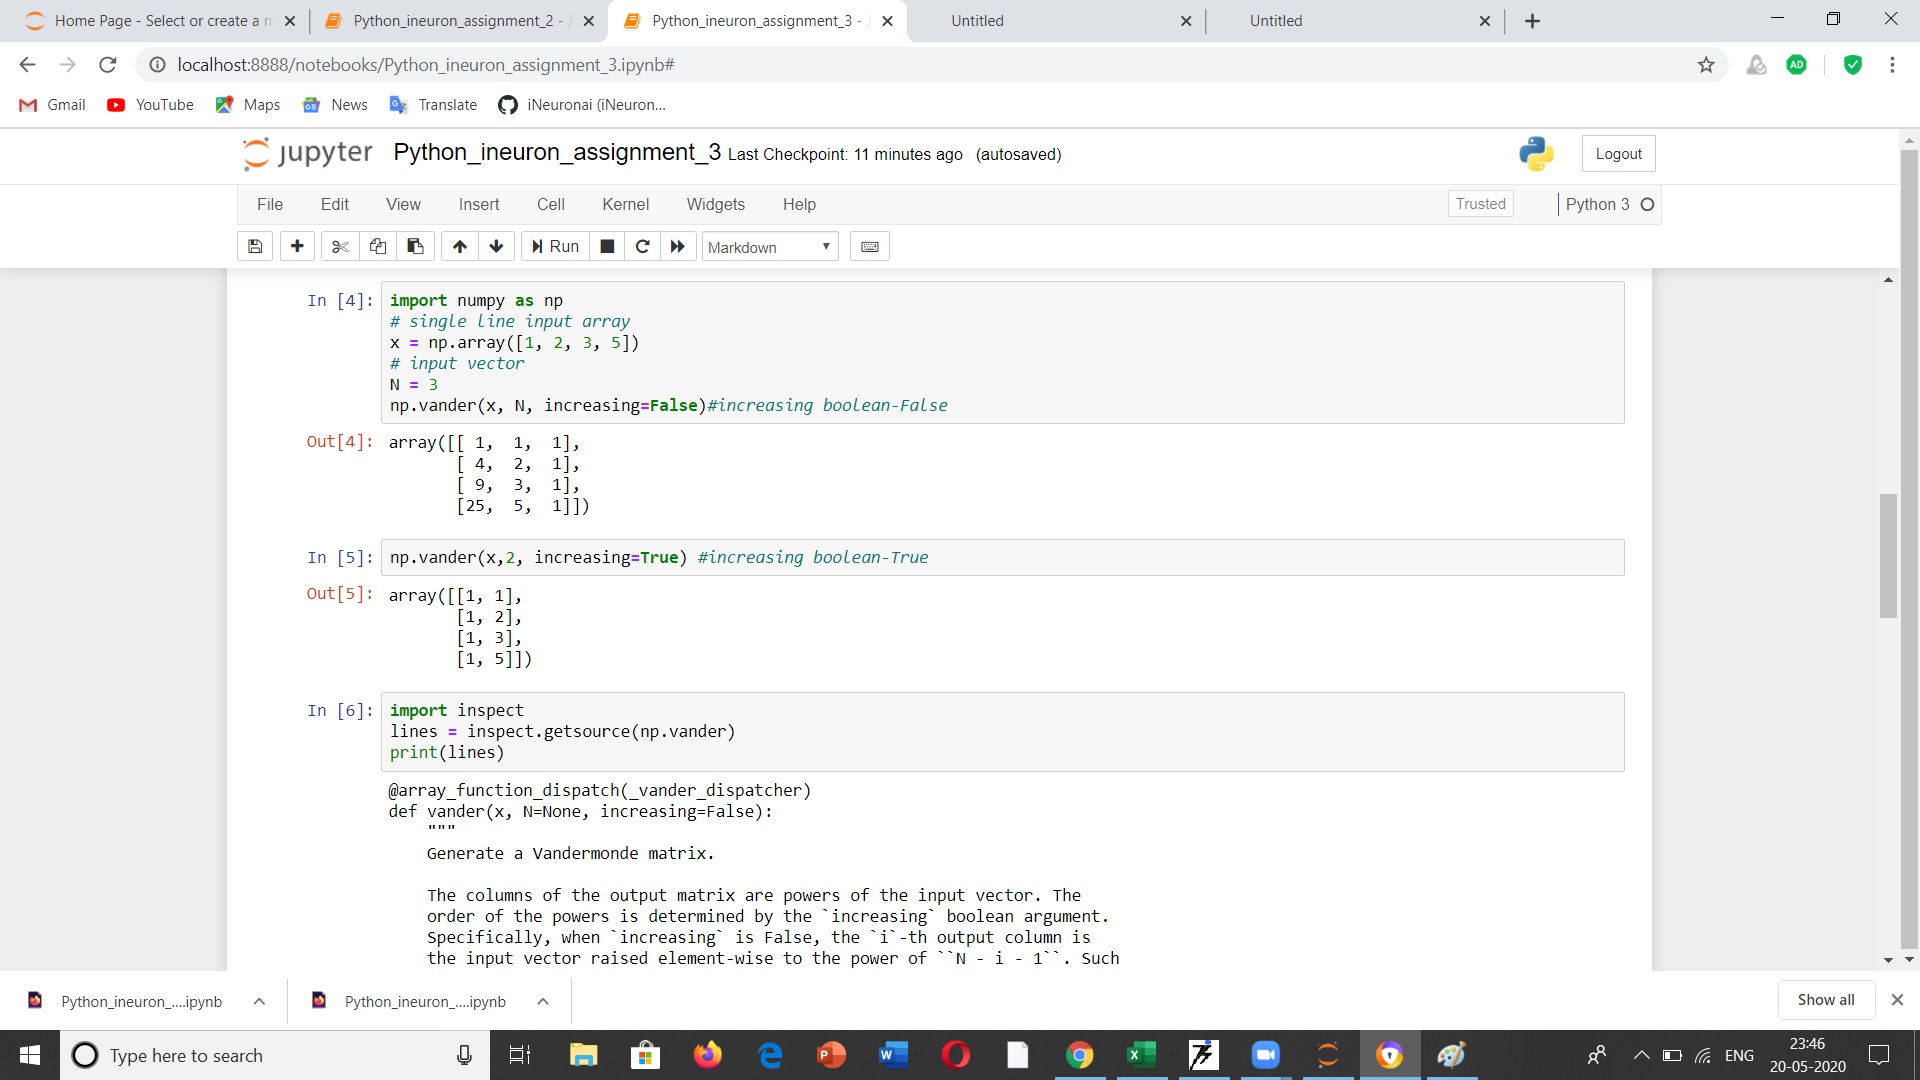 Home Page - Select or create a n
Python_ineuron_assignment_2 - J
Python_ineuron_assignment_3 - J
Untitled
Untitled
localhost:8888/notebooks/Python_ineuron_assignment_3.ipynb#
AD
Gmail
YouTube
Maps
News
Translate
iNeuronai (iNeuron...
jupyter Python_ineuron_assignment_3 Last Checkpoint: 11 minutes ago (autosaved)
Logout
File Edit View Insert Cell Kernel Widgets Help
Trusted
Python 3
Run
Markdown
In [4]: import numpy as np
# single line input array
x = np.array([1, 2, 3, 5])
# input vector
N = 3
np.vander(x, N, increasing=False)#increasing boolean-False
Out[4]: array([[ 1, 1, 1],
[ 4, 2, 1],
[ 9, 3, 1],
[25, 5, 1]])
In [5]: np.vander(x,2, increasing=True) #increasing boolean-True
Out[5]: array([[1, 1],
[1, 2],
[1, 3],
[1, 5]])
In [6]: import inspect
lines = inspect.getsource(np.vander)
print(lines)
@array_function_dispatch(_vander_dispatcher)
def vander(x, N=None, increasing=False):
"""
Generate a Vandermonde matrix.
The columns of the output matrix are powers of the input vector. The
order of the powers is determined by the `increasing` boolean argument.
Specifically, when `increasing` is False, the `i`-th output column is
the input vector raised element-wise to the power of ``N - i - 1``. Such
Python_ineuron_....ipynb
Python_ineuron_....ipynb
Show all
Type here to search
ENG
23:46
20-05-2020